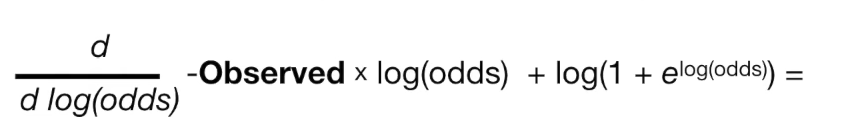 d
d log(odds)
-Observed x log(odds) + log(1 + e^log(odds)) =